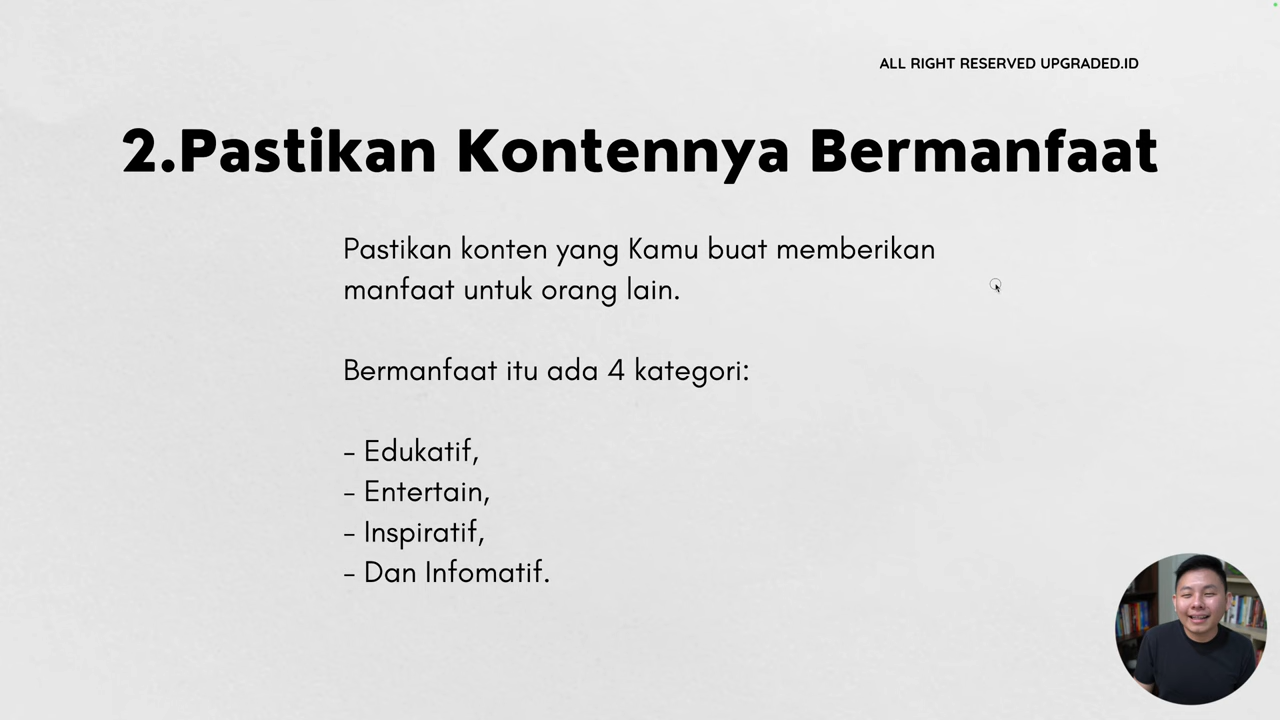 ALL RIGHT RESERVED UPGRADED.ID
2.Pastikan Kontennya Bermanfaat
Pastikan konten yang Kamu buat memberikan
manfaat untuk orang lain.
Bermanfaat itu ada 4 kategori:
- Edukatif,
- Entertain,
- Inspiratif,
- Dan Infomatif.